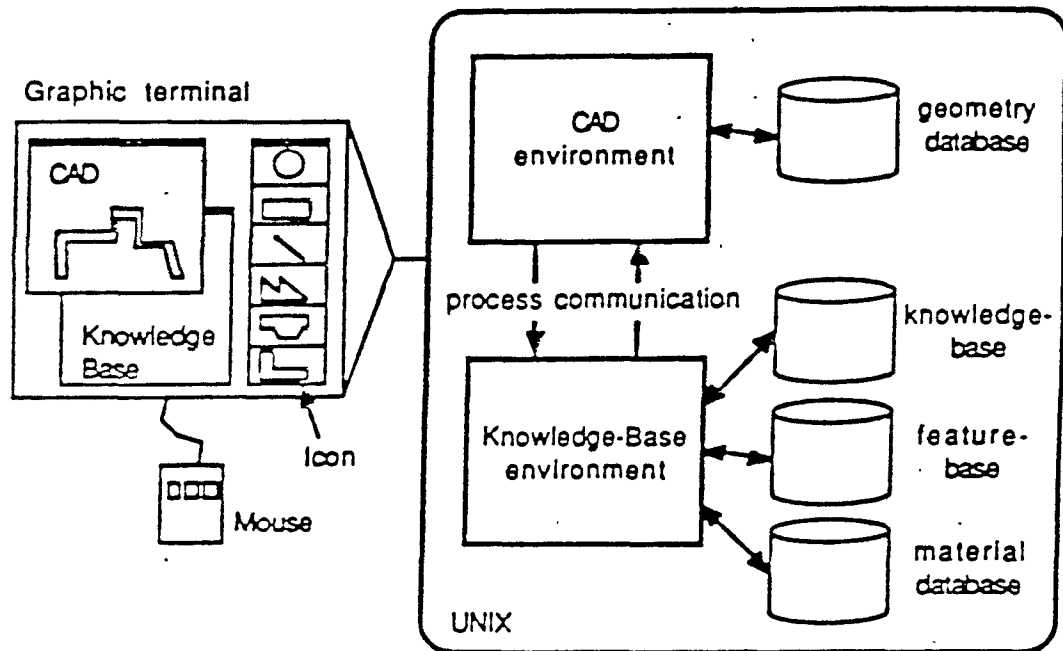 Graphic terminal
CAD
Knowledge
Base
Icon
Mouse
CAD
environment
geometry
database
process communication
Knowledge-Base
environment
knowledge-
base
feature-
base
material
database
UNIX